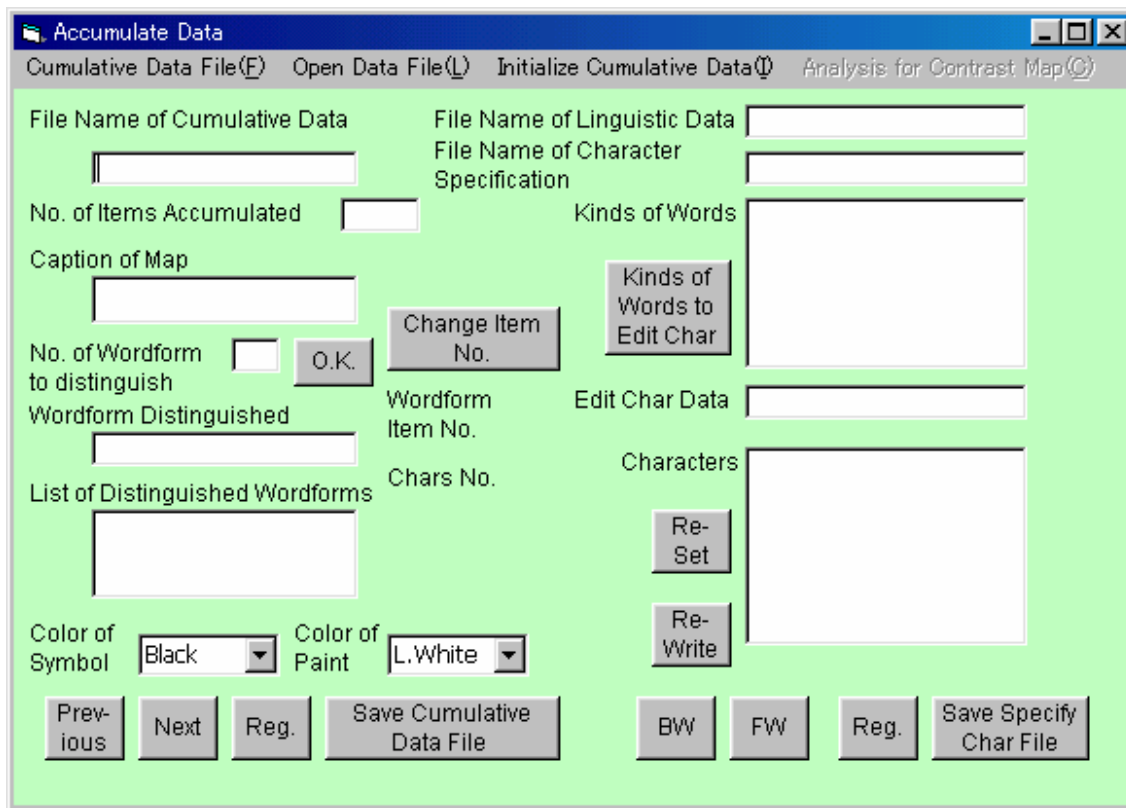 Accumulate Data
Cumulative Data File(F) Open Data File(L) Initialize Cumulative Data(I) Analysis for Contrast Map(C)
File Name of Cumulative Data
File Name of Linguistic Data
File Name of Character
Specification
No. of Items Accumulated
Kinds of Words
Caption of Map
Kinds of
Words to
Edit Char
Change Item
No.
No. of Wordform
to distinguish
O.K.
Wordform
Item No.
Edit Char Data
Wordform Distinguished
Chars No.
Characters
List of Distinguished Wordforms
Re-
Set
Re-
Write
Color of
Symbol
Black
Color of
Paint
L.White
Prev-
ious
Next
Reg.
Save Cumulative
Data File
BW
FW
Reg.
Save Specify
Char File